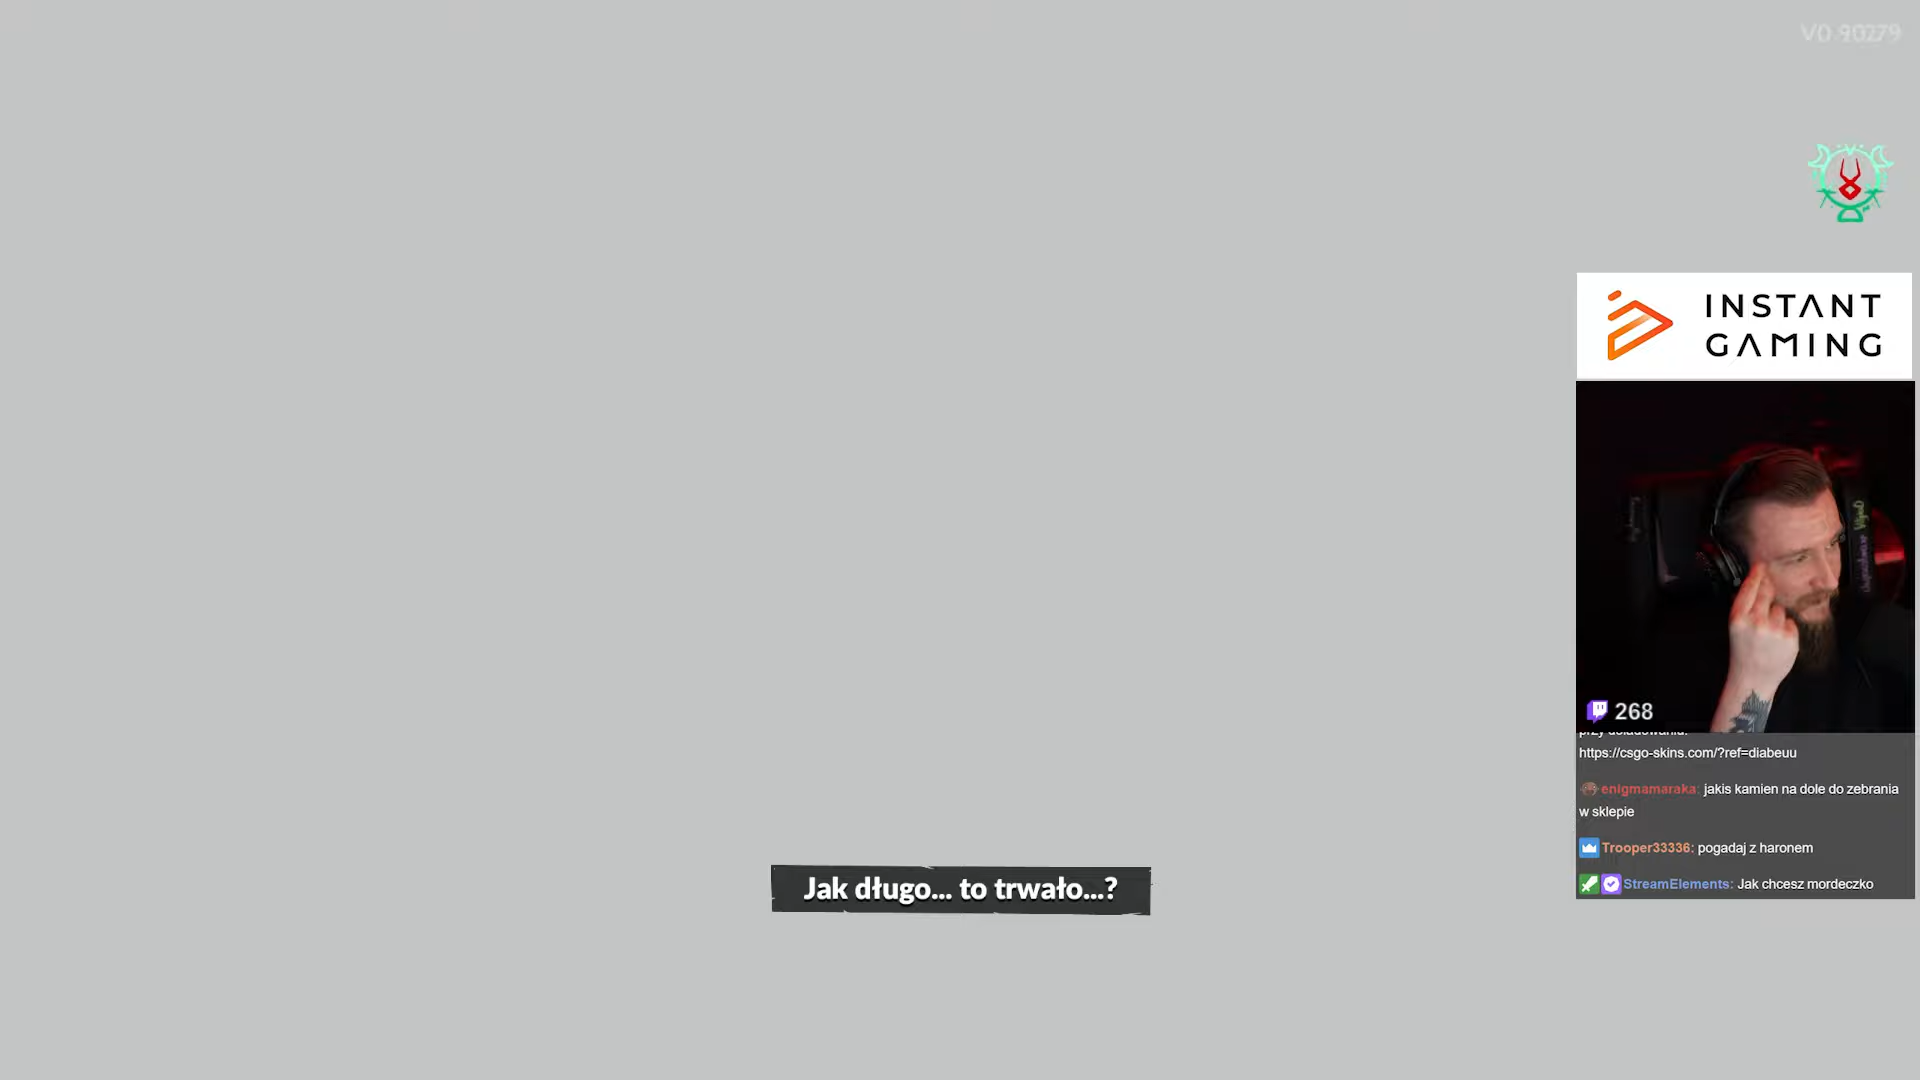 V0.90279
INSTANT
GAMING
268
https://csgo-skins.com/?ref=diabeuu
enigmamaraka: jakis kamien na dole do zebrania
w sklepie
Trooper33336: pogadaj z haronem
StreamElements: Jak chcesz mordeczko
Jak długo... to trwało...?